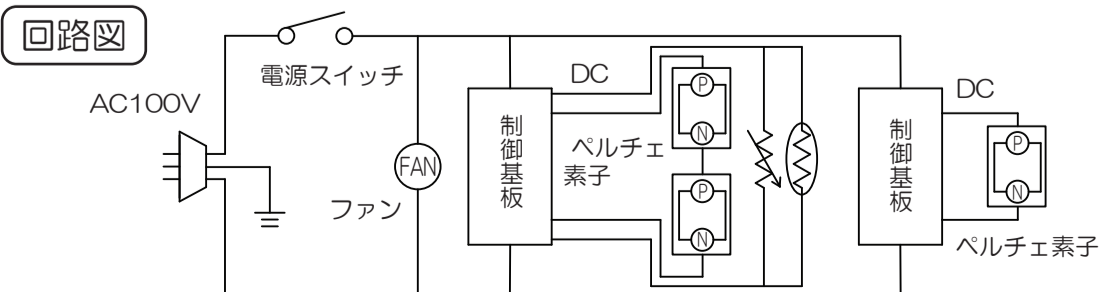 回路図
電源スイッチ
AC100V
FAN
ファン
制御基板
DC
P
N
ペルチェ
素子
P
N
制御基板
DC
P
N
ペルチェ素子